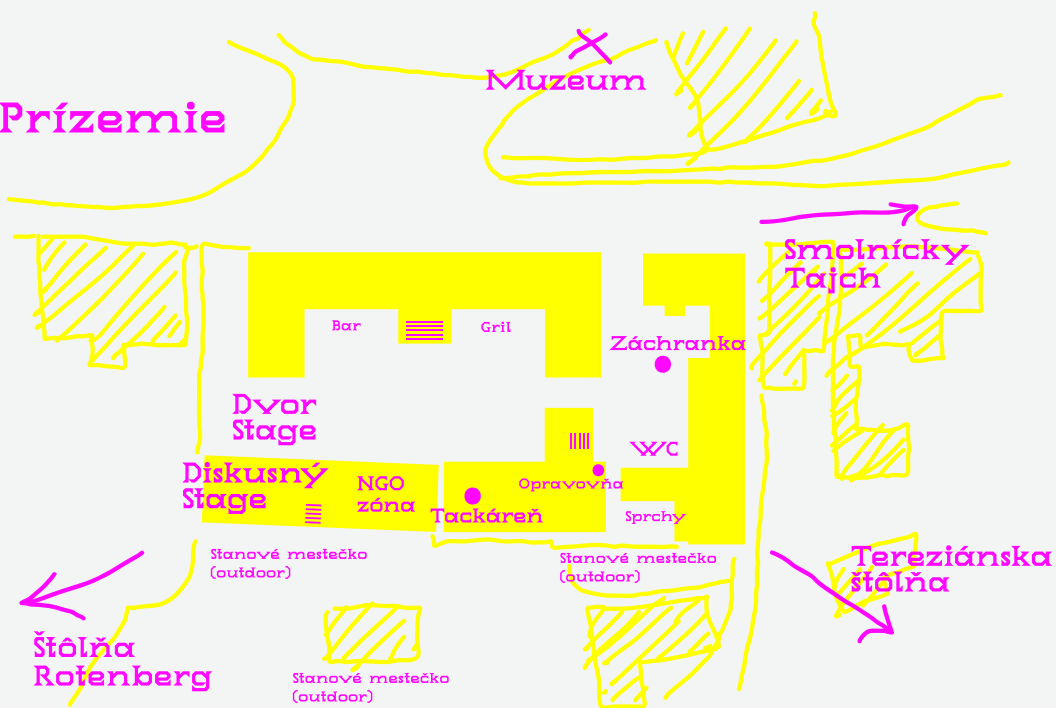 Muzeum
Prízemie
Smolnícky
Tajch
Bar
Gril
Záchranka
Dvor
Stage
WC
Diskusný
Stage
NGO
zóna
Opravovňa
Tackáreň
Sprchy
Stanové mestečko
(outdoor)
Stanové mestečko
(outdoor)
Tereziánska
štôlňa
Štôlňa
Rotenberg
Stanové mestečko
(outdoor)